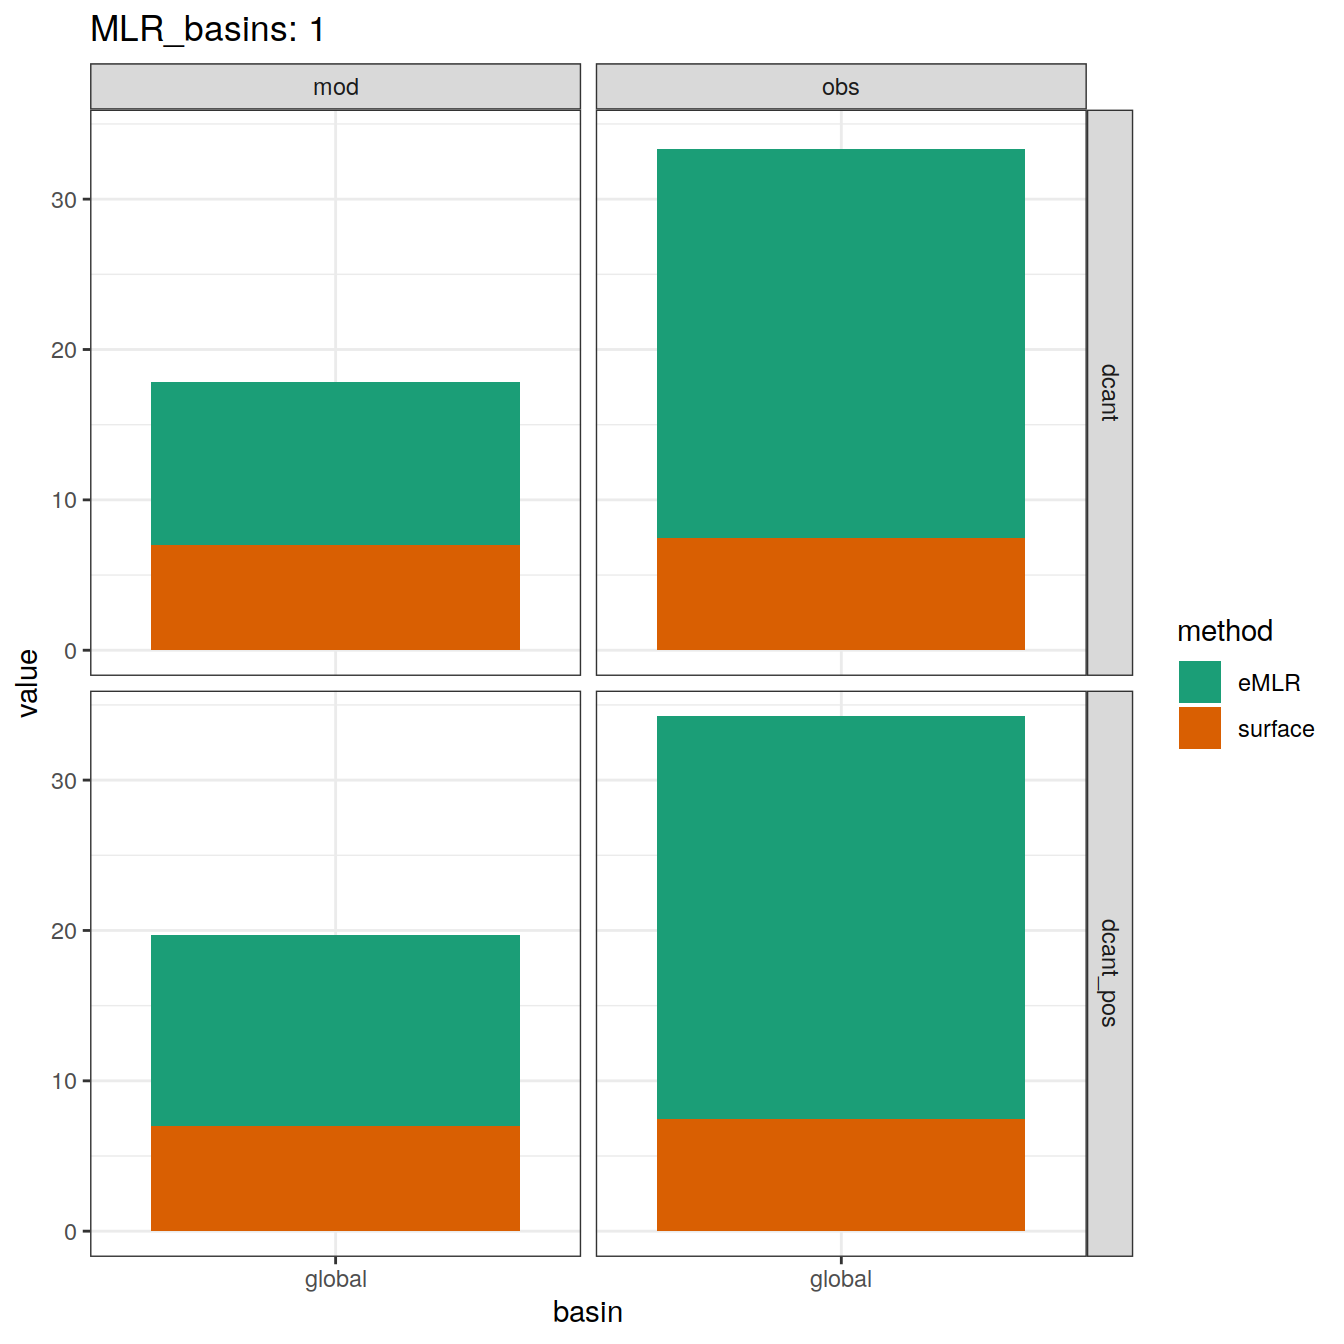 MLR_basins: 1
mod
obs
30
20
10
0
dcant
value
30
20
10
0
dcant_pos
global
global
basin
method
eMLR
surface